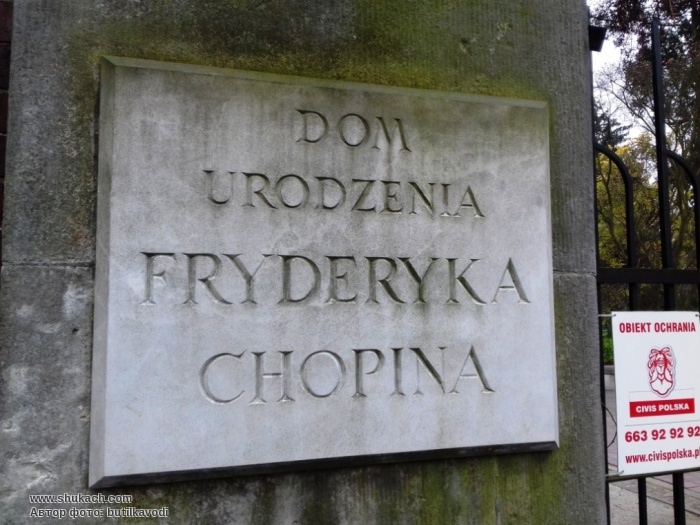 DOM
URODZENIA
FRYDERYKA
CHOPINA
OBIEKT OCHRANIA
CIVIS POLSKA
663 92 92 92
www.civispolska.pl
www.shukach.com
Автор фото: butilkavodi